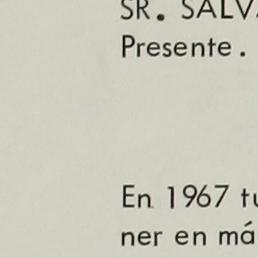 SR. SALV
Presente.
En 1967 tu
ner en má